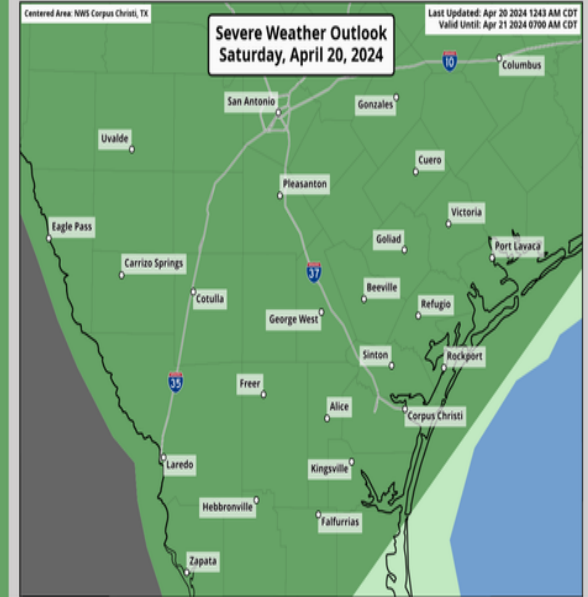 Centered Area: NWS Corpus Christi, TX
Severe Weather Outlook
Saturday, April 20, 2024
Last Updated: Apr 20 2024 1243 AM CDT
Valid Until: Apr 21 2024 0700 AM CDT
10
Columbus
San Antonio
Gonzales
Uvalde
Cuero
Pleasanton
Victoria
Eagle Pass
Goliad
Port Lavaca
Carrizo Springs
37
Beeville
Cotulla
Refugio
George West
Sinton
Rockport
35
Freer
Alice
Corpus Christi
Laredo
Kingsville
Hebbronville
Falfurrias
Zapata